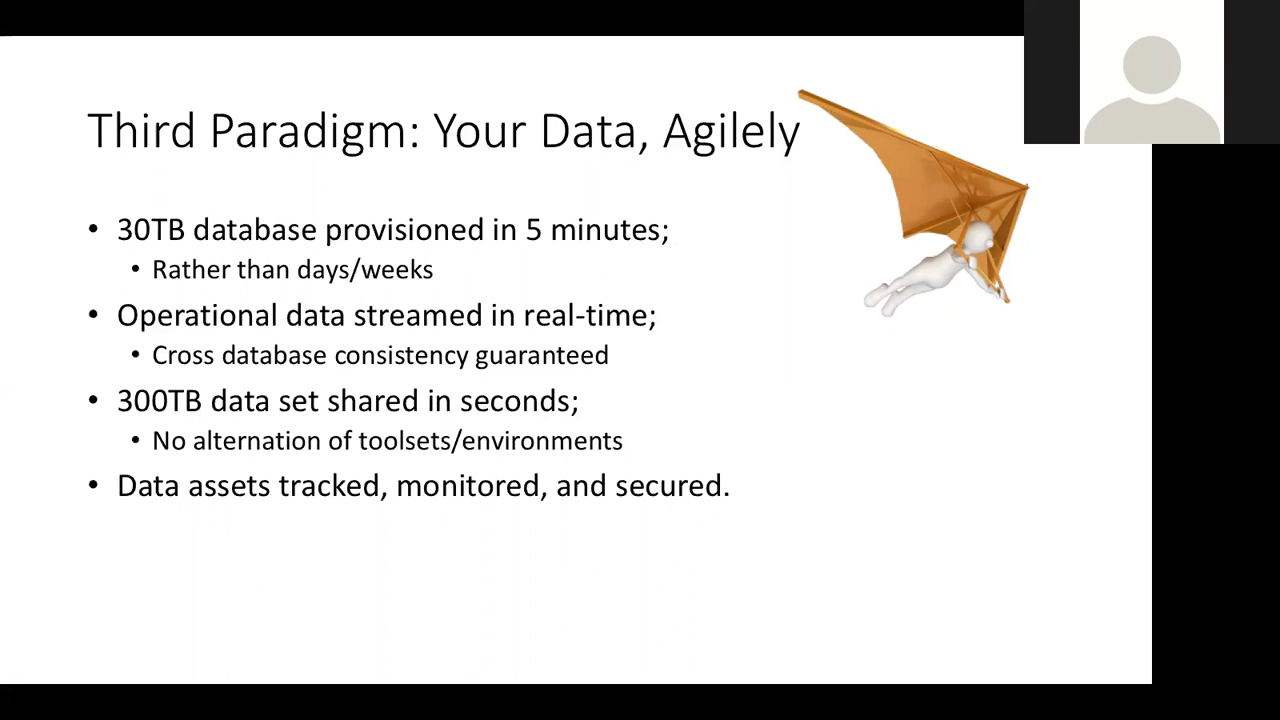 Third Paradigm: Your Data, Agilely
• 30TB database provisioned in 5 minutes;
• Rather than days/weeks
• Operational data streamed in real-time;
• Cross database consistency guaranteed
• 300TB data set shared in seconds;
• No alternation of toolsets/environments
• Data assets tracked, monitored, and secured.